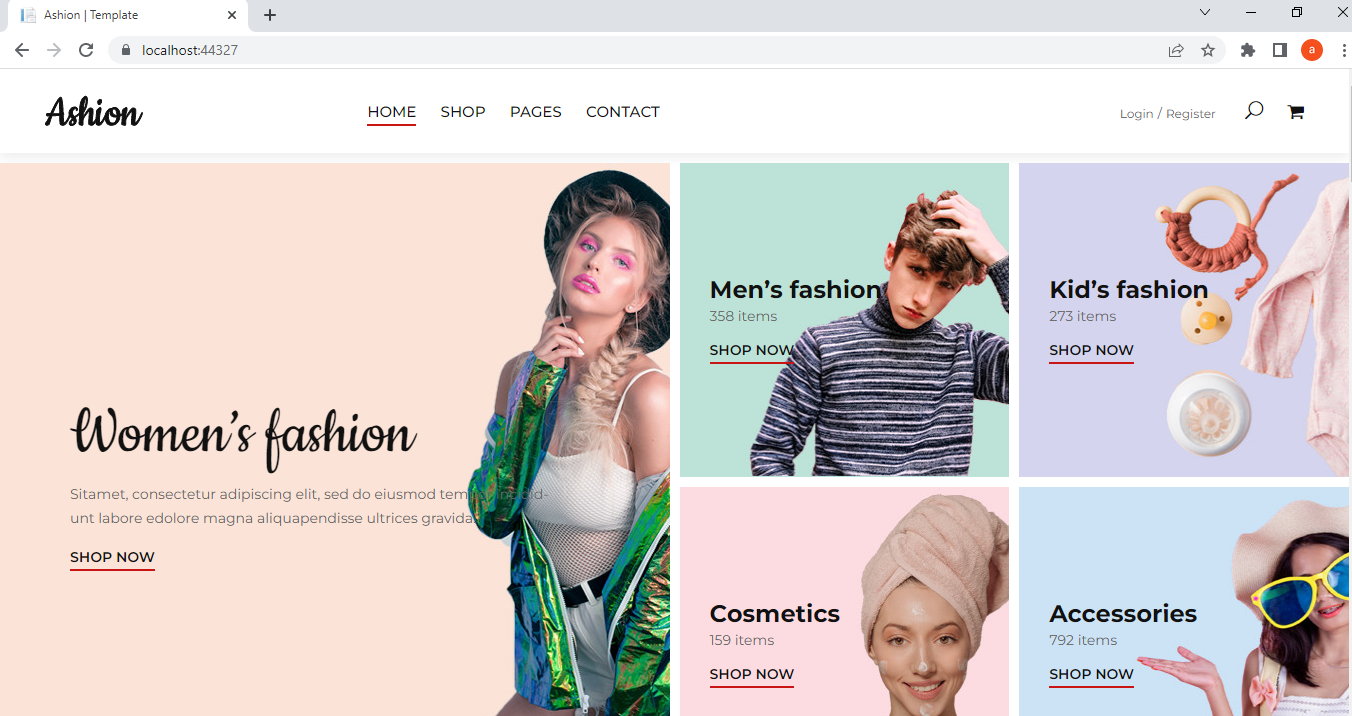 Ashion | Template
localhost:44327
a
Ashion
HOME SHOP PAGES CONTACT
Login / Register
Women's fashion
Sitamet, consectetur adipiscing elit, sed do eiusmod
unt labore edolore magna aliquapendisse ultrices gravida
SHOP NOW
Men's fashion
358 items
SHOP NOW
Kid's fashion
273 items
SHOP NOW
Cosmetics
159 items
SHOP NOW
Accessories
792 items
SHOP NOW